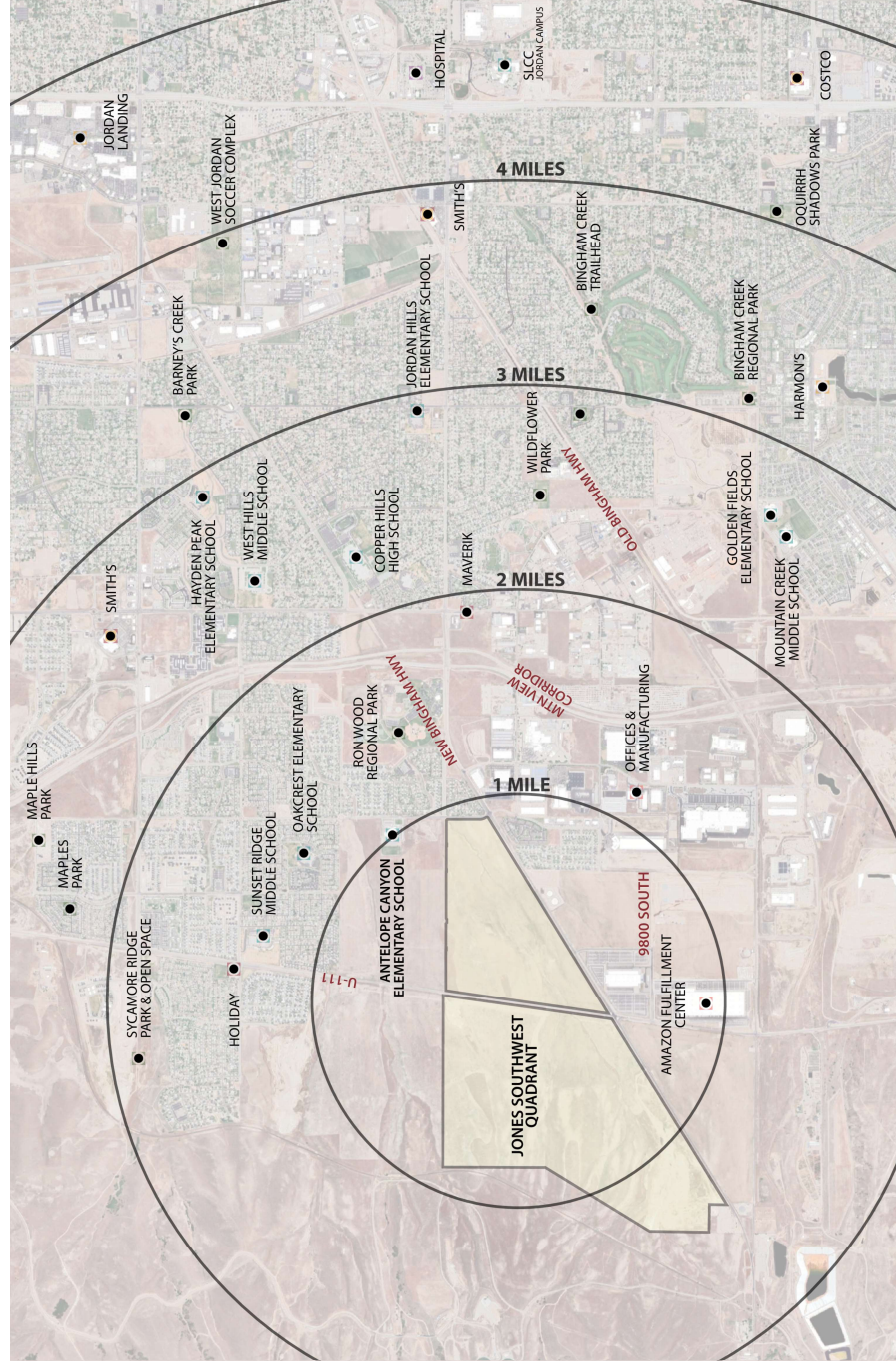 HOSPITAL
SLCC
JORDAN CAMPUS
COSTCO
JORDAN
LANDING
WEST JORDAN
SOCCER COMPLEX
4 MILES
SMITH'S
OQUIRRH
SHADOWS PARK
BARNEY'S CREEK
PARK
JORDAN HILLS
ELEMENTARY SCHOOL
BINGHAM CREEK
TRAILHEAD
3 MILES
BINGHAM CREEK
REGIONAL PARK
HARMON'S
WILDFLOWER
PARK
OLD BINGHAM HWY
HAYDEN PEAK
ELEMENTARY SCHOOL
WEST HILLS
MIDDLE SCHOOL
COPPER HILLS
HIGH SCHOOL
GOLDEN FIELDS
ELEMENTARY SCHOOL
MOUNTAIN CREEK
MIDDLE SCHOOL
SMITH'S
MAVERIK
2 MILES
NEW BINGHAM HWY
MTN VIEW
CORRIDOR
RON WOOD
REGIONAL PARK
OFFICES &
MANUFACTURING
1 MILE
MAPLE HILLS
PARK
MAPLES
PARK
OAKCREST ELEMENTARY
SCHOOL
SUNSET RIDGE
MIDDLE SCHOOL
ANTELOPE CANYON
ELEMENTARY SCHOOL
9800 SOUTH
U-111
SYCAMORE RIDGE
PARK & OPEN SPACE
HOLIDAY
AMAZON FULFILLMENT
CENTER
JONES SOUTHWEST
QUADRANT